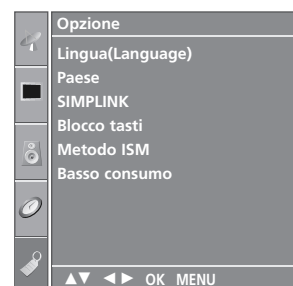 Opzione
Lingua(Language)
Paese
SIMPLINK
Blocco tasti
Metodo ISM
Basso consumo
▲▼ ◄► OK MENU